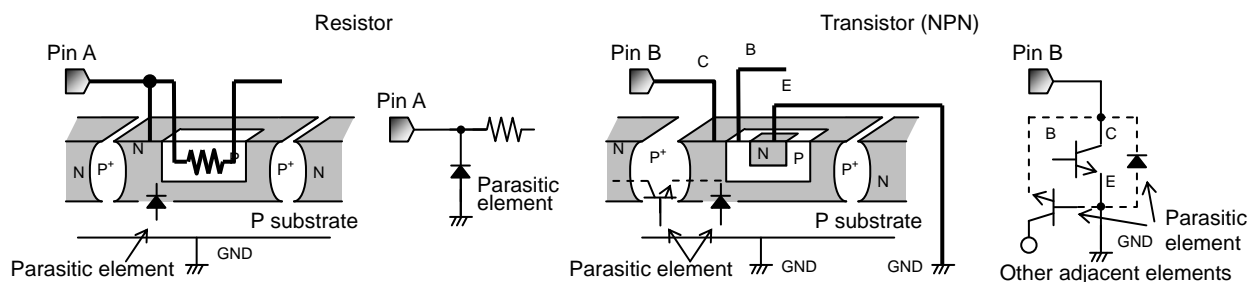 Resistor
Transistor (NPN)
Pin A
Pin B
C
B
E
Pin B
Pin A
N
P+
N
P
P+
N
N
P+
N
P
P+
N
B
C
E
Parasitic
element
P substrate
P substrate
GND
Parasitic element
GND
Parasitic element
GND
GND
Parasitic
element
Other adjacent elements